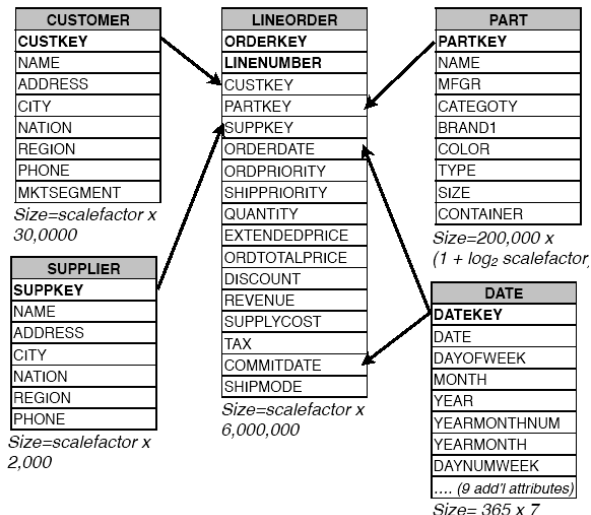 CUSTOMER
CUSTKEY
NAME
ADDRESS
CITY
NATION
REGION
PHONE
MKTSEGMENT
Size=scalefactor x
30,0000
SUPPLIER
SUPPKEY
NAME
ADDRESS
CITY
NATION
REGION
PHONE
Size=scalefactor x
2,000
LINEORDER
ORDERKEY
LINENUMBER
CUSTKEY
PARTKEY
SUPPKEY
ORDERDATE
ORDPRIORITY
SHIPPRIORITY
QUANTITY
EXTENDEDPRICE
ORDTOTALPRICE
DISCOUNT
REVENUE
SUPPLYCOST
TAX
COMMITDATE
SHIPMODE
Size=scalefactor x
6,000,000
PART
PARTKEY
NAME
MFGR
CATEGOTY
BRAND1
COLOR
TYPE
SIZE
CONTAINER
Size=200,000 x
(1 + log₂ scalefactor)
DATE
DATEKEY
DATE
DAYOFWEEK
MONTH
YEAR
YEARMONTHNUM
YEARMONTH
DAYNUMWEEK
.... (9 add'l attributes)
Size= 365 x 7